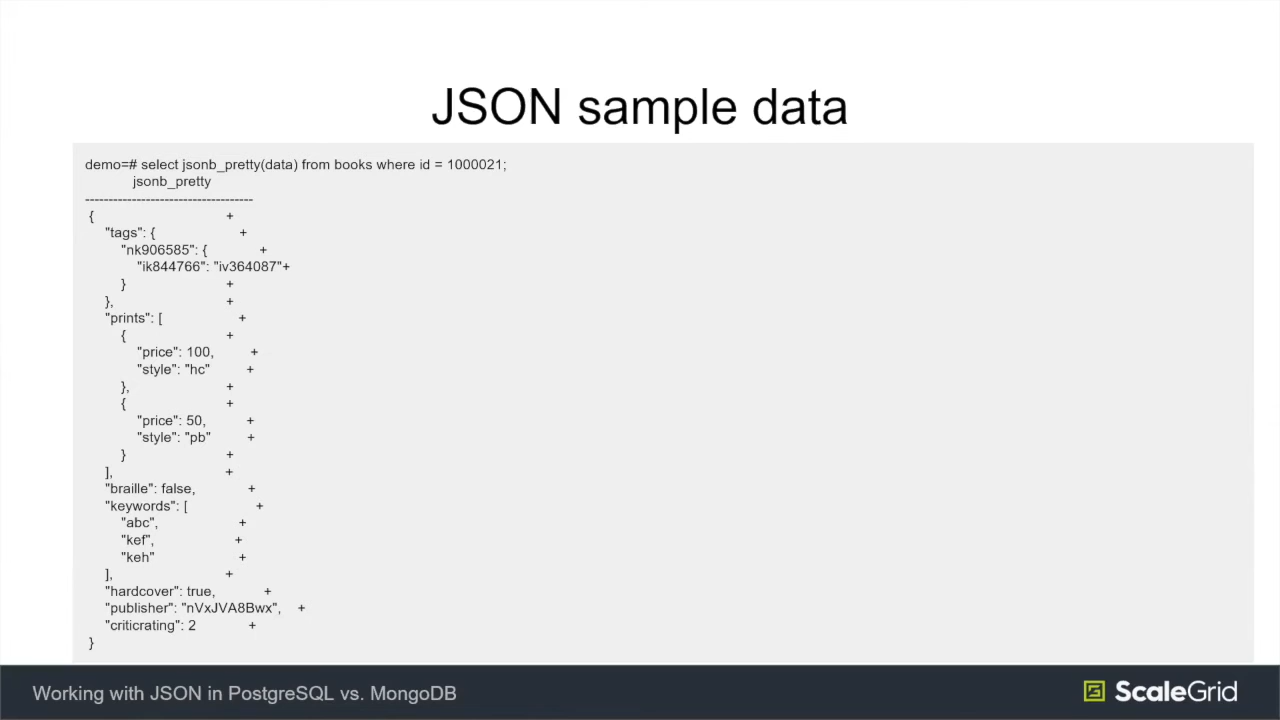 JSON sample data
demo=# select jsonb_pretty(data) from books where id = 1000021;
jsonb_pretty
------------------------------------
{ +
"tags": { +
"nk906585": { +
"ik844766": "iv364087"+
} +
}, +
"prints": [ +
{ +
"price": 100, +
"style": "hc" +
}, +
{ +
"price": 50, +
"style": "pb" +
} +
], +
"braille": false, +
"keywords": [ +
"abc", +
"kef", +
"keh" +
], +
"hardcover": true, +
"publisher": "nVxJVA8Bwx", +
"criticrating": 2 +
}
Working with JSON in PostgreSQL vs. MongoDB
ScaleGrid